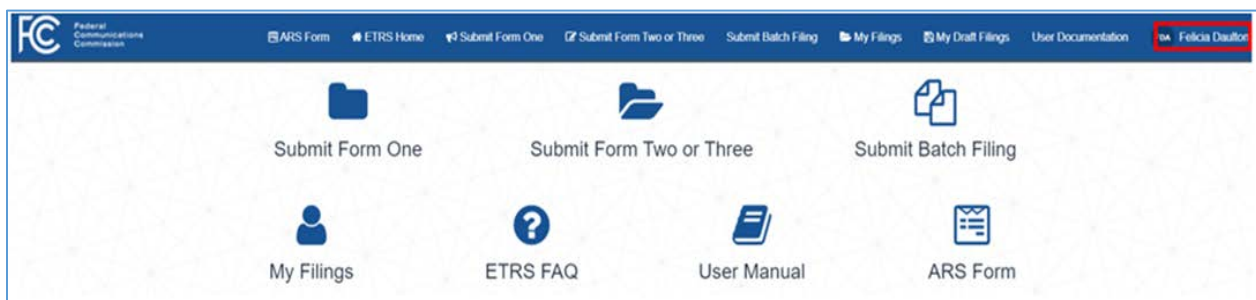 FCC
Federal
Communications
Commission
ARS Form ETRS Home Submit Form One Submit Form Two or Three Submit Batch Filing My Filings My Draft Filings User Documentation Felicia Daulton
Submit Form One Submit Form Two or Three Submit Batch Filing
My Filings ETRS FAQ User Manual ARS Form